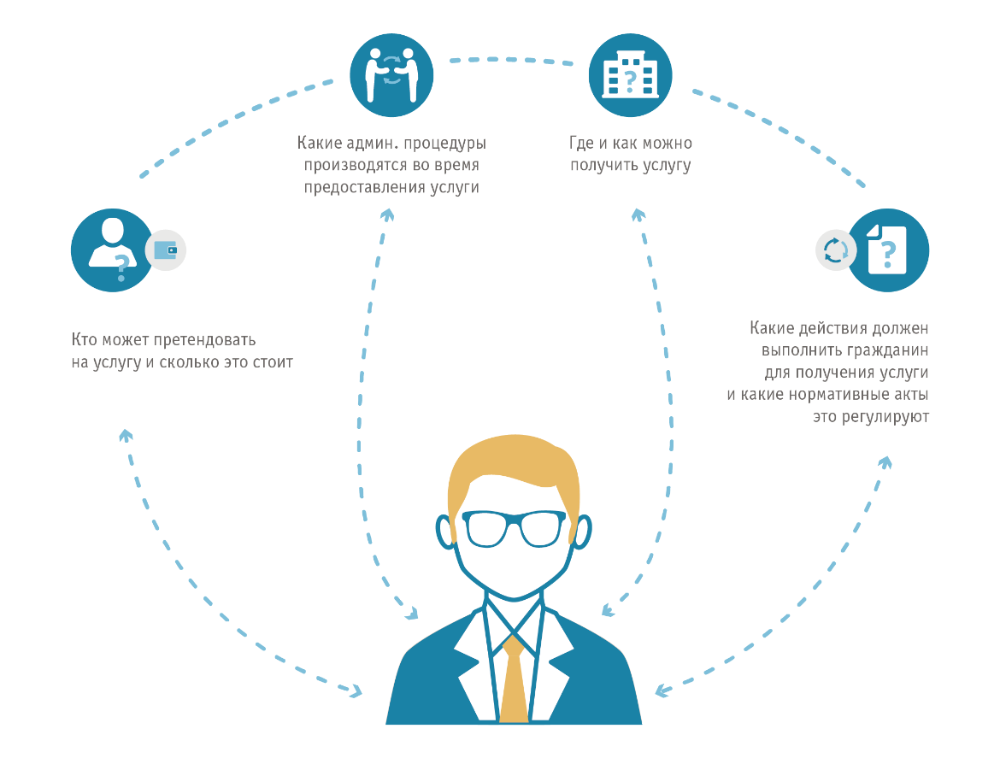 Какие админ. процедуры
производятся во время
предоставления услуги
Где и как можно
получить услугу
Кто может претендовать
на услугу и сколько это стоит
Какие действия должен
выполнить гражданин
для получения услуги
и какие нормативные акты
это регулируют